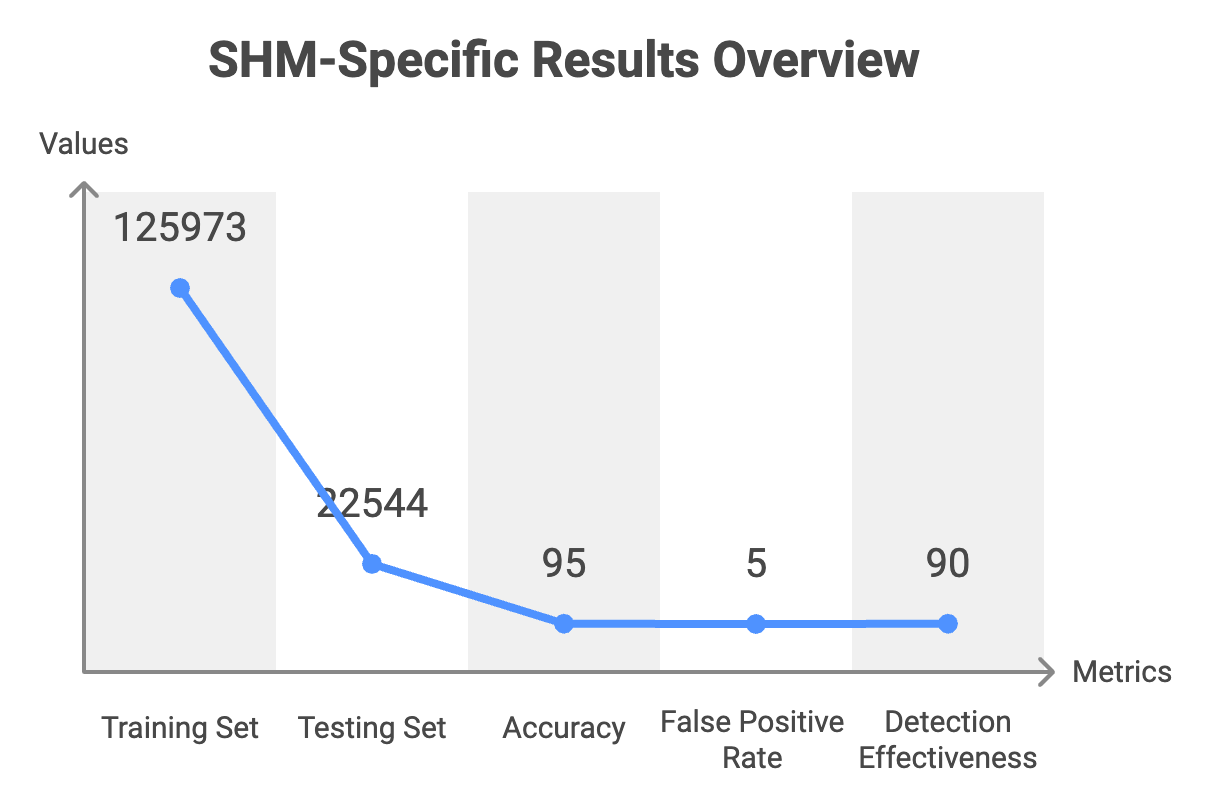 SHM-Specific Results Overview
Values
125973
22544
95
5
90
Metrics
Training Set
Testing Set
Accuracy
False Positive
Rate
Detection
Effectiveness